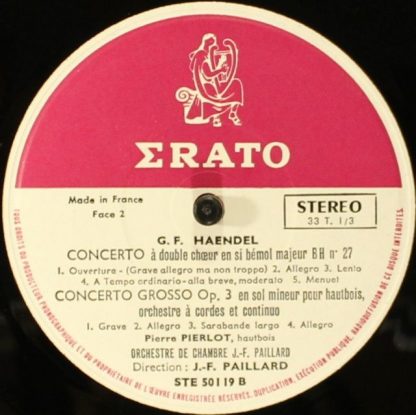 ΣRATO
Made in France
Face 2
STEREO
33 T. 1/3
G. F. HAENDEL
CONCERTO à double chœur en si bémol majeur BH n° 27
1. Ouverture - (Grave allegro ma non troppo) 2. Allegro 3. Lento
4. A Tempo ordinario - alla breve, moderato 5. Menuel
CONCERTO GROSSO Op. 3 en sol mineur pour hautbois,
orchestre à cordes et continuo
1. Grave 2. Allegro 3. Sarabande largo 4. Allegro
Pierre PIERLOT, hautbois
ORCHESTRE DE CHAMBRE J.-F. PAILLARD
Direction : J.-F. PAILLARD
STE 50119 B
TOUS DROITS DU PRODUCTEUR PHONOGRAPHIQUE ET DU PROPRIÉTAIRE DE L'ŒUVRE ENREGISTRÉE RÉSERVÉS. DUPLICATION, EXÉCUTION PUBLIQUE, RADIODIFFUSION DE CE DISQUE INTERDITES.